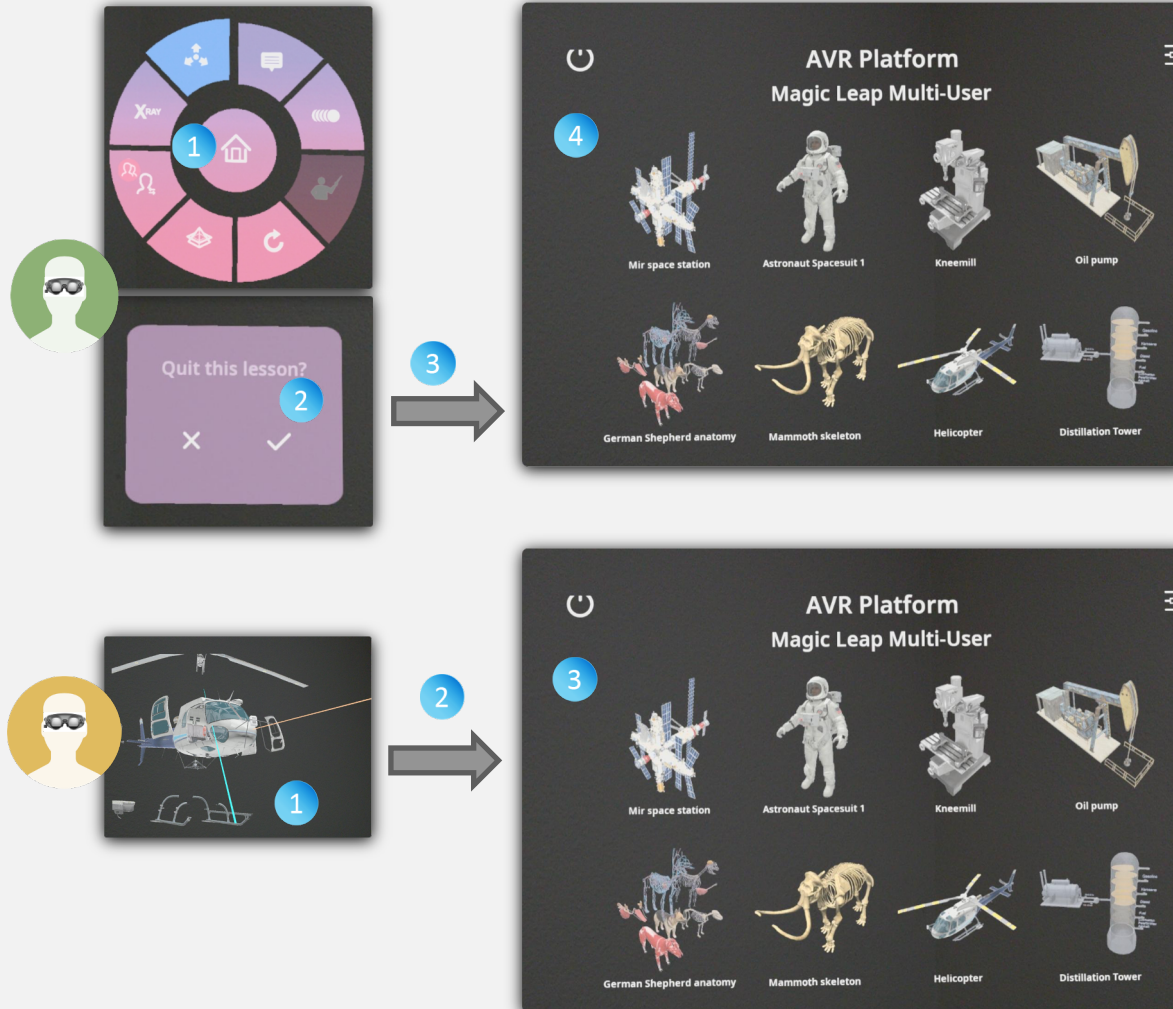 XRAY
1
Quit this lesson?
2
3
AVR Platform
Magic Leap Multi-User
4
Mir space station
Astronaut Spacesuit 1
Kneemill
Oil pump
German Shepherd anatomy
Mammoth skeleton
Helicopter
Distillation Tower
1
2
AVR Platform
Magic Leap Multi-User
3
Mir space station
Astronaut Spacesuit 1
Kneemill
Oil pump
German Shepherd anatomy
Mammoth skeleton
Helicopter
Distillation Tower